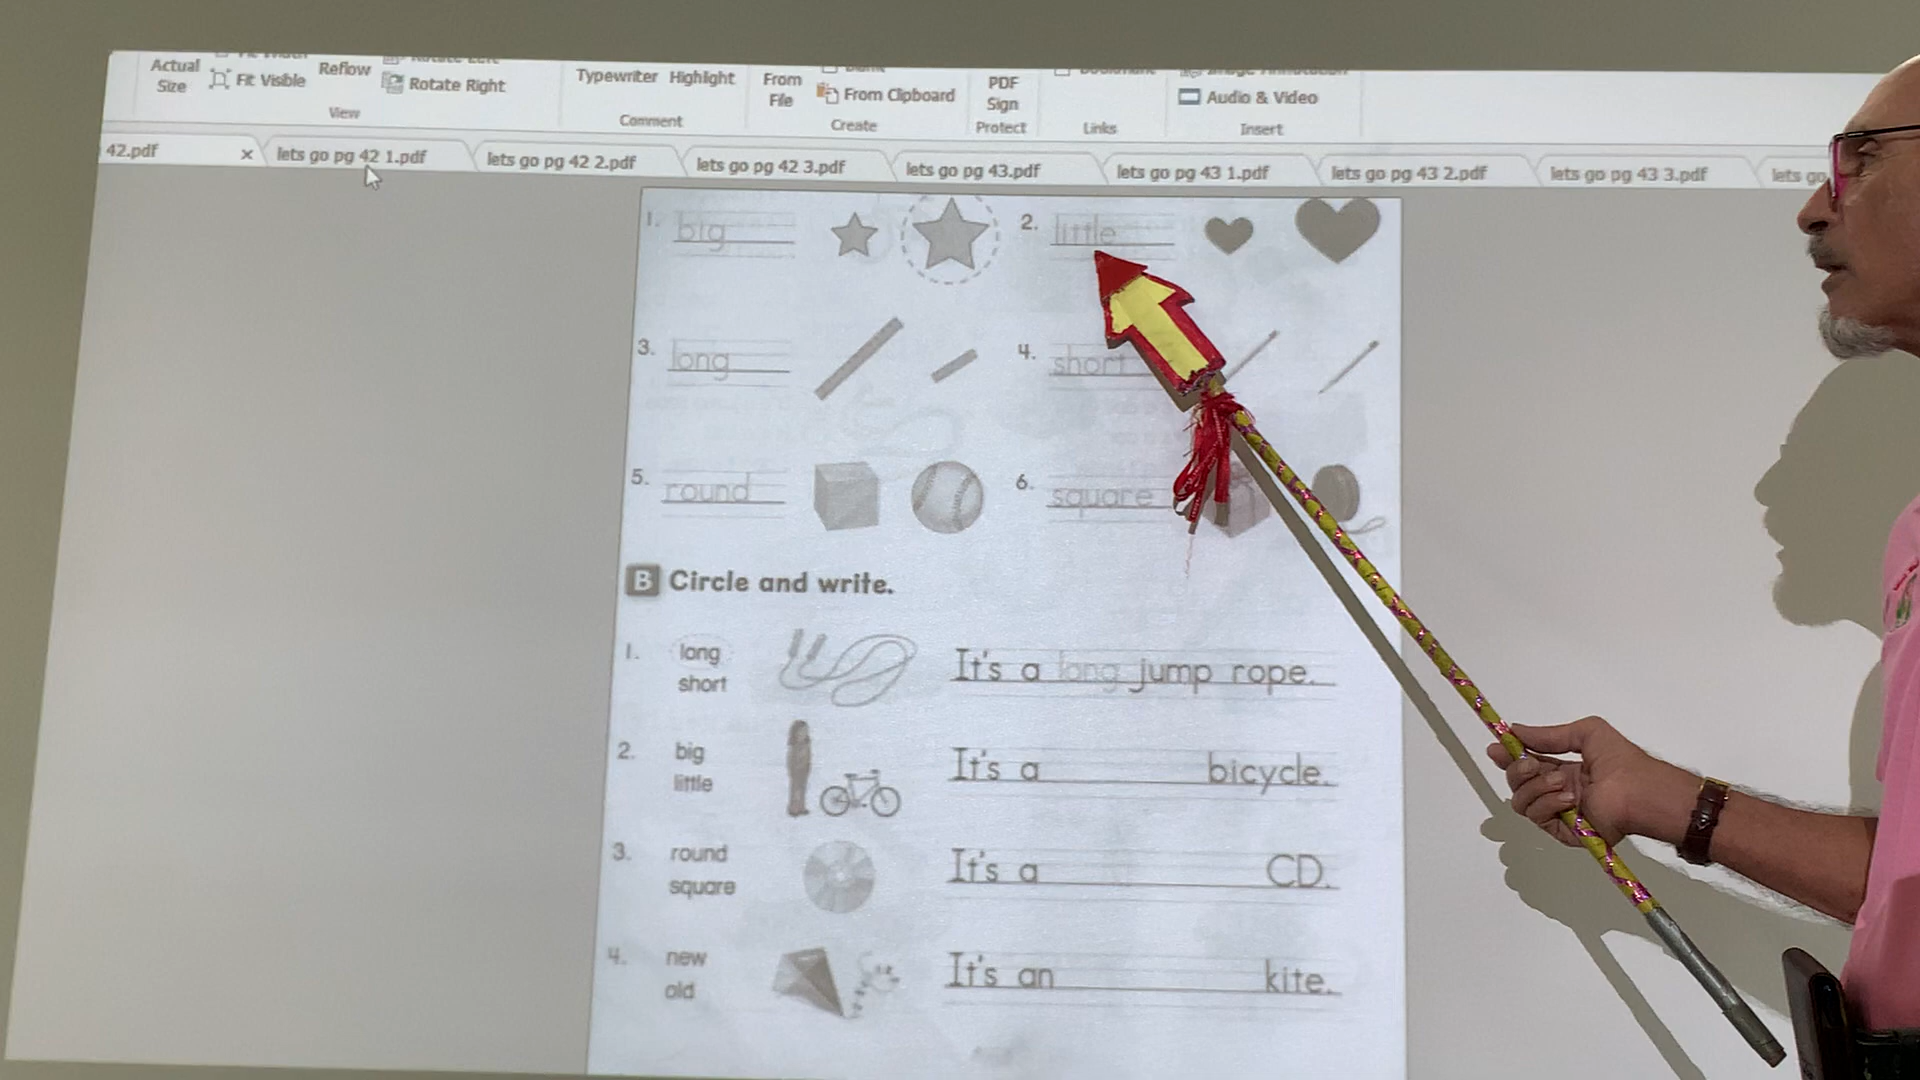 Actual Size
Fit Visible
Reflow
Rotate Right
View
Typewriter Highlight
Comment
From File
From Clipboard
Create
PDF Sign
Protect
Links
Audio & Video
Insert
42.pdf
lets go pg 42 1.pdf
lets go pg 42 2.pdf
lets go pg 42 3.pdf
lets go pg 43.pdf
lets go pg 43 1.pdf
lets go pg 43 2.pdf
lets go pg 43 3.pdf
lets go
1. big
2. little
3. long
4. short
5. round
6. square
B Circle and write.
1. long
short
It's a long jump rope.
2. big
little
It's a bicycle.
3. round
square
It's a CD.
4. new
old
It's an kite.